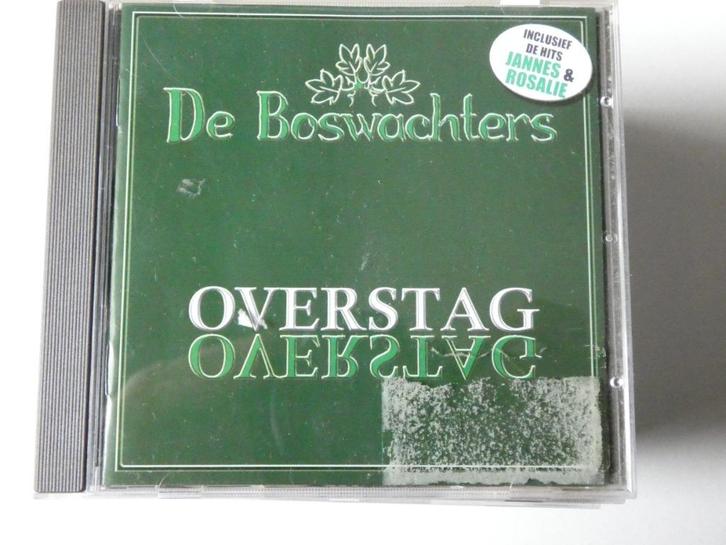 INCLUSIEF
DE HITS
JANNES &
ROSALIE
De Boswachters
OVERSTAG
OVERSTAG